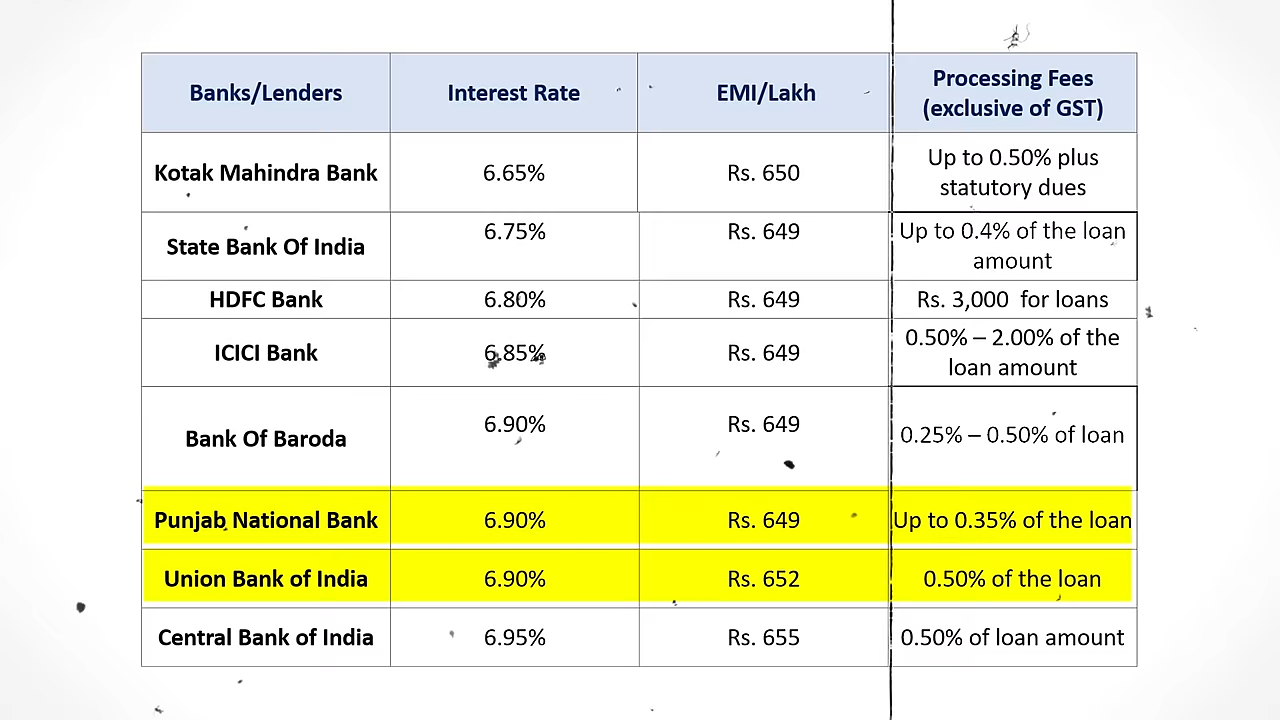 Banks/Lenders Interest Rate EMI/Lakh Processing Fees
(exclusive of GST)
Kotak Mahindra Bank 6.65% Rs. 650 Up to 0.50% plus
statutory dues
State Bank Of India 6.75% Rs. 649 Up to 0.4% of the loan
amount
HDFC Bank 6.80% Rs. 649 Rs. 3,000 for loans
ICICI Bank 6.85% Rs. 649 0.50% – 2.00% of the
loan amount
Bank Of Baroda 6.90% Rs. 649 0.25% – 0.50% of loan
Punjab National Bank 6.90% Rs. 649 Up to 0.35% of the loan
Union Bank of India 6.90% Rs. 652 0.50% of the loan
Central Bank of India 6.95% Rs. 655 0.50% of loan amount